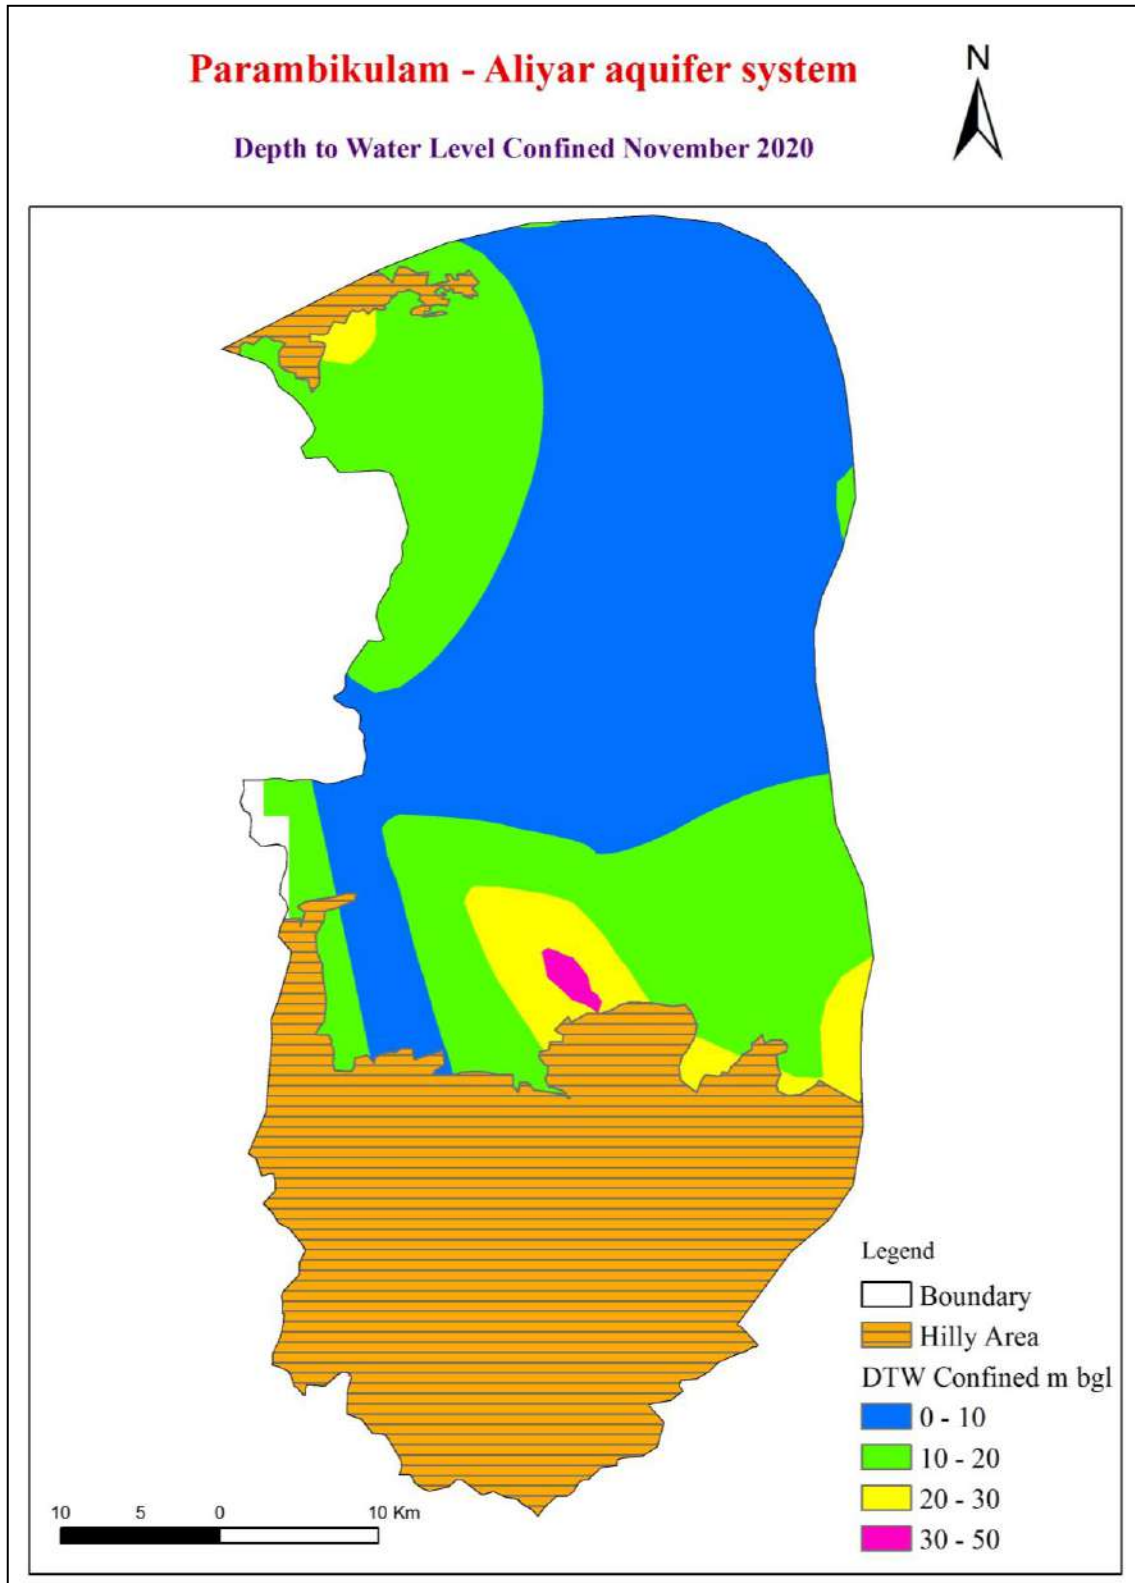 Parambikulam - Aliyar aquifer system
N
Depth to Water Level Confined November 2020
Legend
Boundary
Hilly Area
DTW Confined m bgl
0 - 10
10 - 20
20 - 30
30 - 50
10 5 0 10 Km